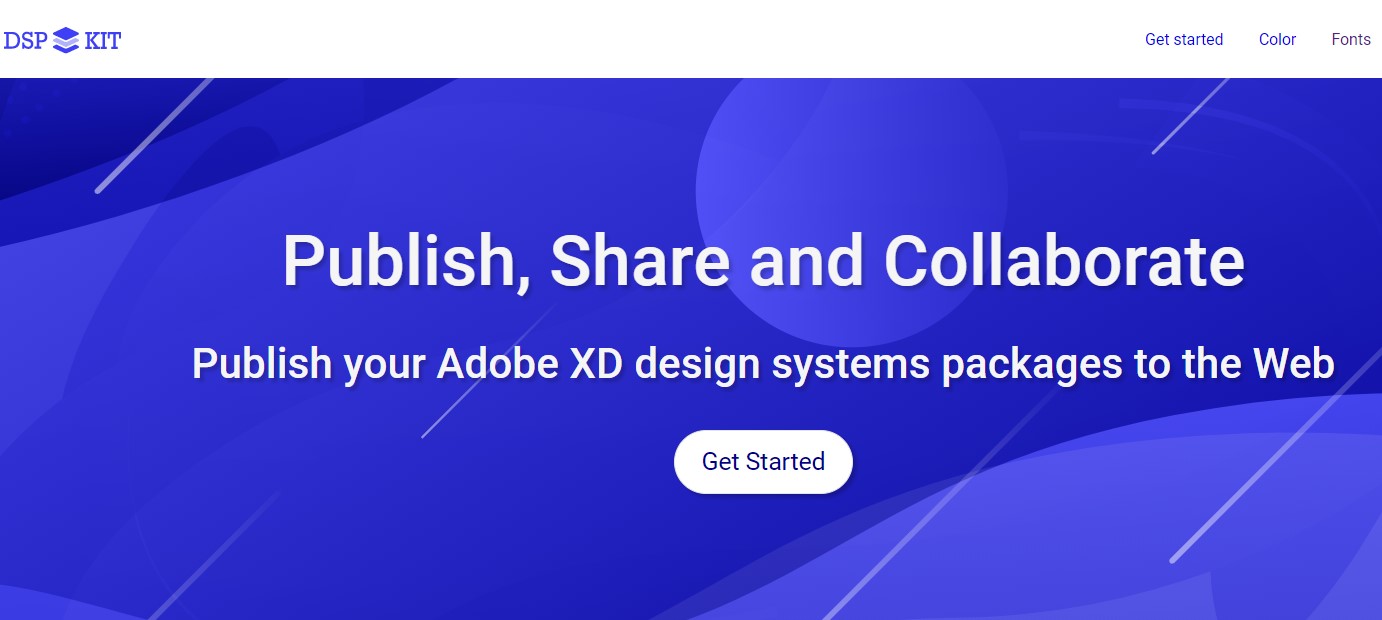 DSP KIT
Get started Color Fonts
Publish, Share and Collaborate
Publish your Adobe XD design systems packages to the Web
Get Started